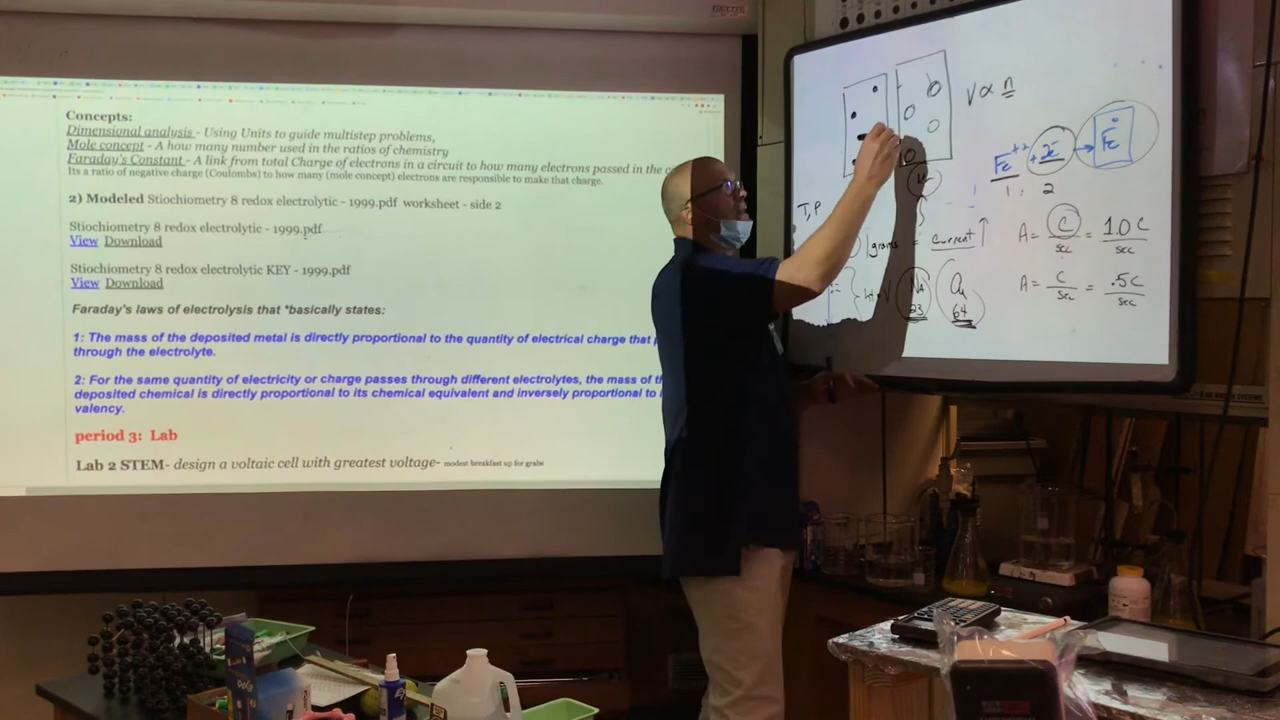 Concepts:
Dimensional analysis - Using Units to guide multistep problems,
Mole concept - A how many number used in the ratios of chemistry
Faraday's Constant - A link from total Charge of electrons in a circuit to how many electrons passed in the
Its a ratio of negative charge (Coulombs) to how many (mole concept) electrons are responsible to make that charge.
2) Modeled Stiochiometry 8 redox electrolytic - 1999.pdf worksheet - side 2
Stiochiometry 8 redox electrolytic - 1999.pdf
View Download
Stiochiometry 8 redox electrolytic KEY - 1999.pdf
View Download
Faraday's laws of electrolysis that *basically states:
1: The mass of the deposited metal is directly proportional to the quantity of electrical charge that
through the electrolyte.
2: For the same quantity of electricity or charge passes through different electrolytes, the mass of
deposited chemical is directly proportional to its chemical equivalent and inversely proportional to
valency.
period 3: Lab
Lab 2 STEM- design a voltaic cell with greatest voltage- modest breakfast up for grabs
V ∝ n
Fe++ + 2e → Fe
1 : 2
T, P
grams = current ↑
A = C/sec = 1.0C/sec
A = C/sec = .5C/sec
23
64